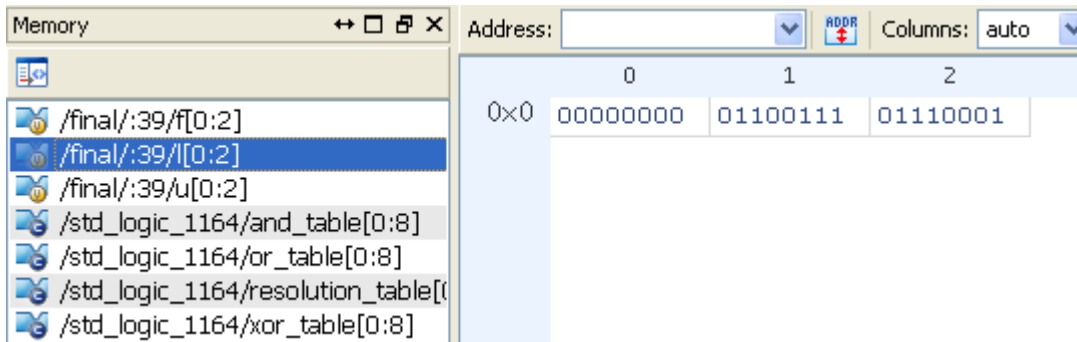 Memory
/final/:39/f[0:2]
/final/:39/l[0:2]
/final/:39/u[0:2]
/std_logic_1164/and_table[0:8]
/std_logic_1164/or_table[0:8]
/std_logic_1164/resolution_table[(
/std_logic_1164/xor_table[0:8]
Address: ADDR Columns: auto
0 1 2
0x0 00000000 01100111 01110001